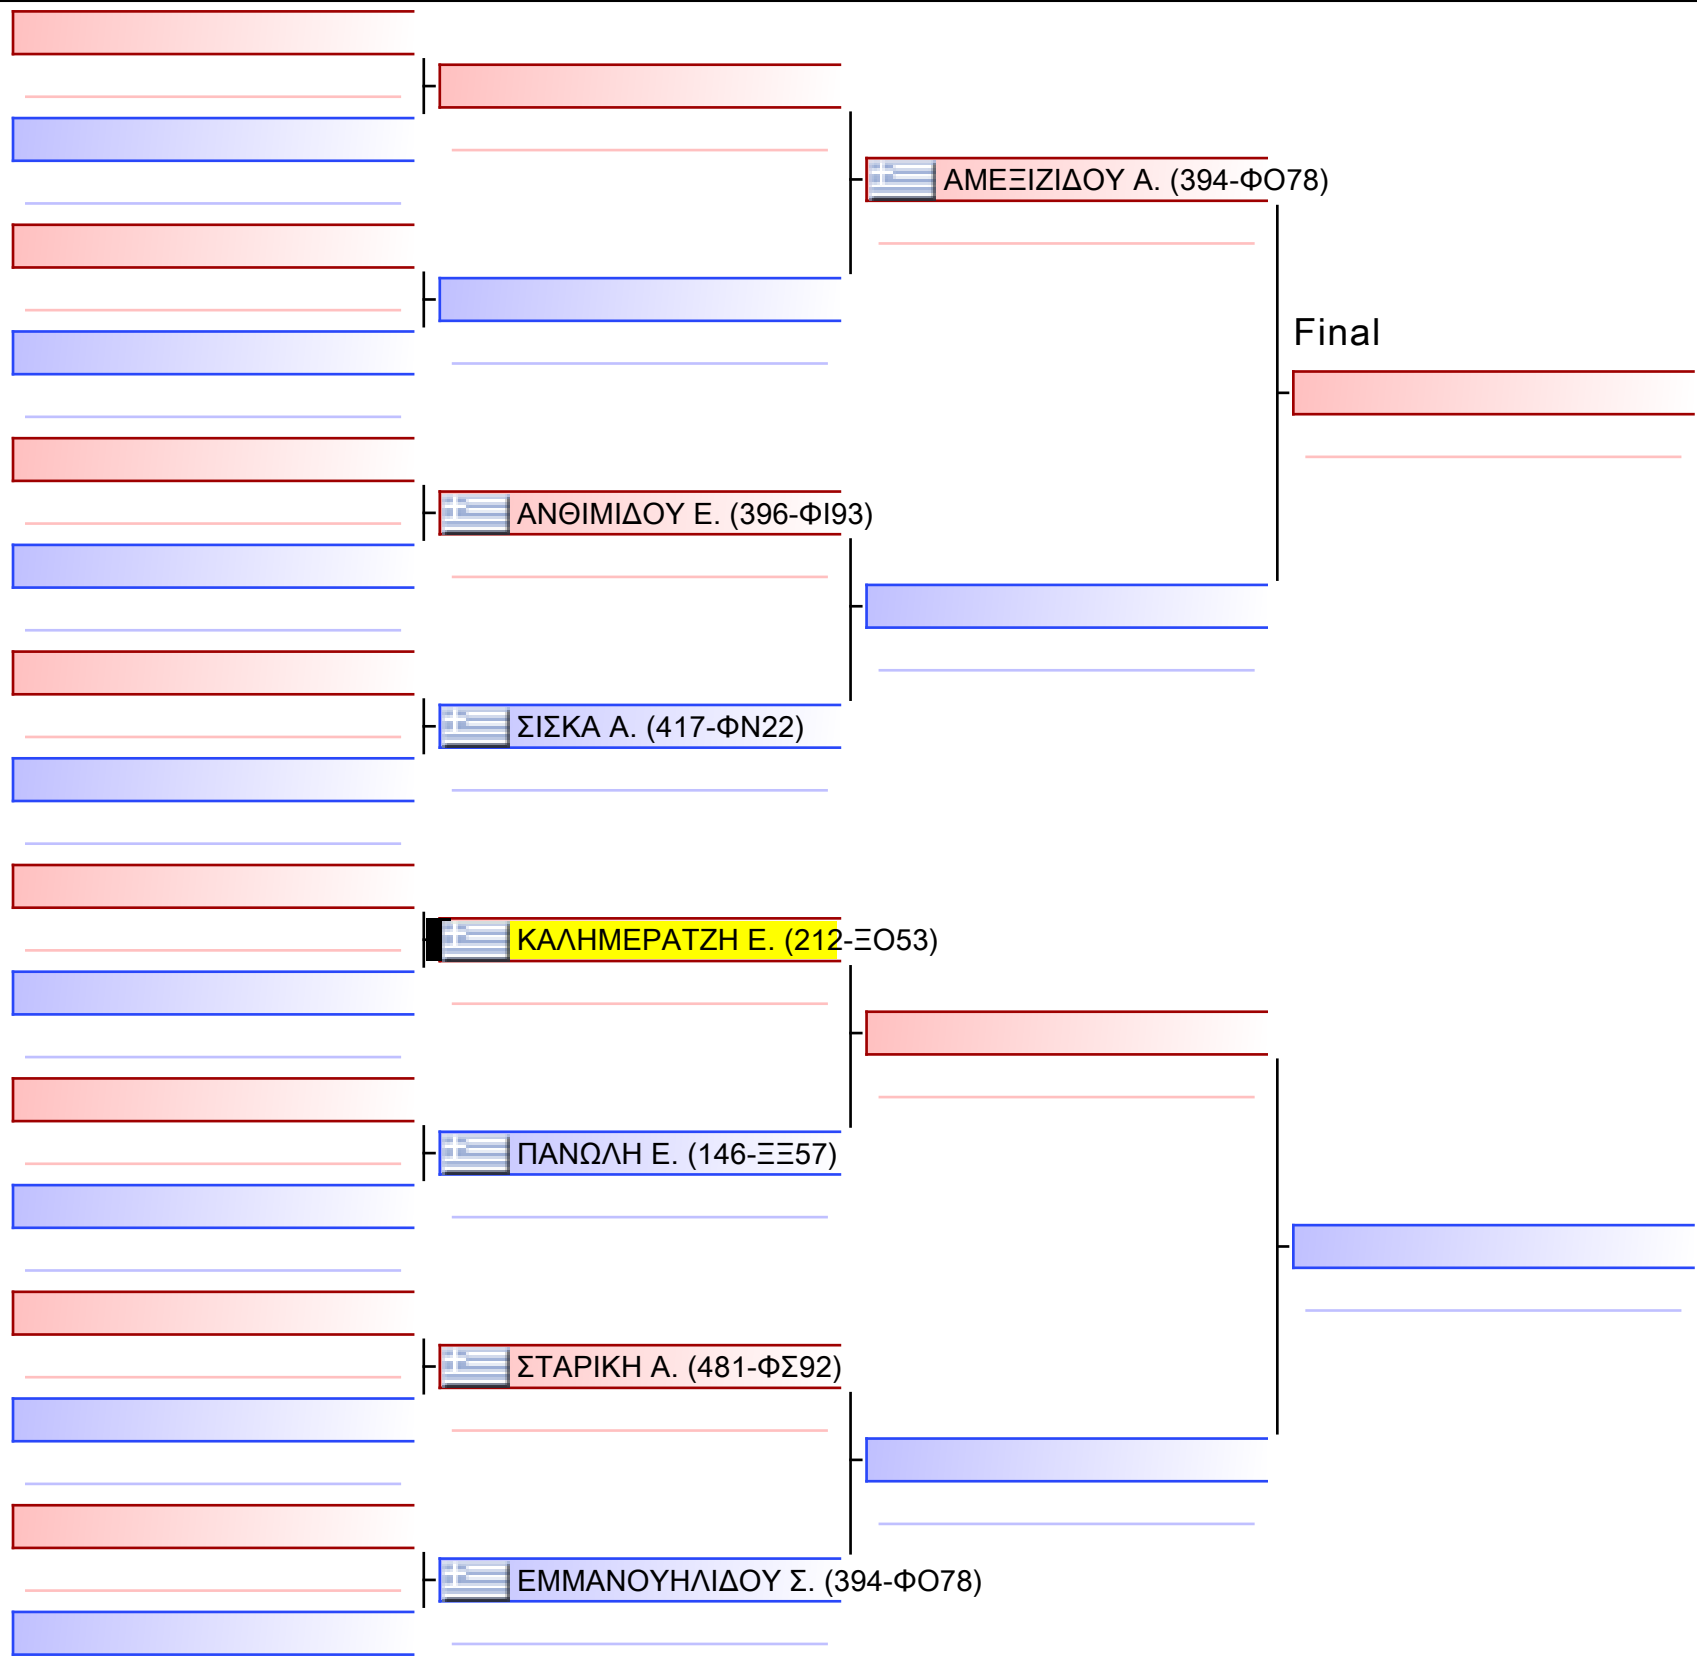 ΑΜΕΞΙΖΙΔΟΥ Α. (394-ΦΟ78)
Final
ΑΝΘΙΜΙΔΟΥ Ε. (396-ΦΙ93)
ΣΙΣΚΑ Α. (417-ΦΝ22)
ΚΑΛΗΜΕΡΑΤΖΗ Ε. (212-ΞΟ53)
ΠΑΝΩΛΗ Ε. (146-ΞΞ57)
ΣΤΑΡΙΚΗ Α. (481-ΦΣ92)
ΕΜΜΑΝΟΥΗΛΙΔΟΥ Σ. (394-ΦΟ78)